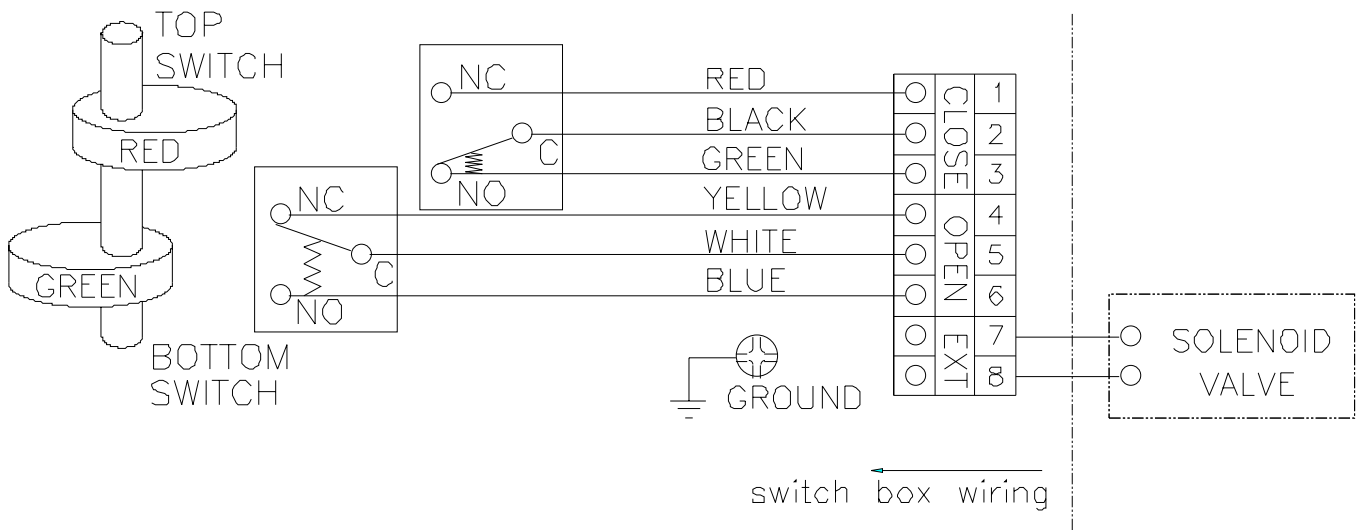 TOP
SWITCH
RED
GREEN
BOTTOM
SWITCH
NC
C
NO
NC
C
NO
RED
BLACK
GREEN
YELLOW
WHITE
BLUE
GROUND
CLOSE
OPEN
EXT
1
2
3
4
5
6
7
8
SOLENOID
VALVE
switch box wiring